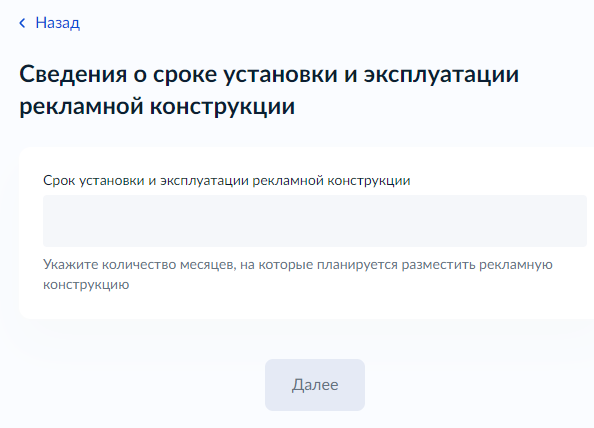 Назад
Сведения о сроке установки и эксплуатации
рекламной конструкции
Срок установки и эксплуатации рекламной конструкции
Укажите количество месяцев, на которые планируется разместить рекламную
конструкцию
Далее